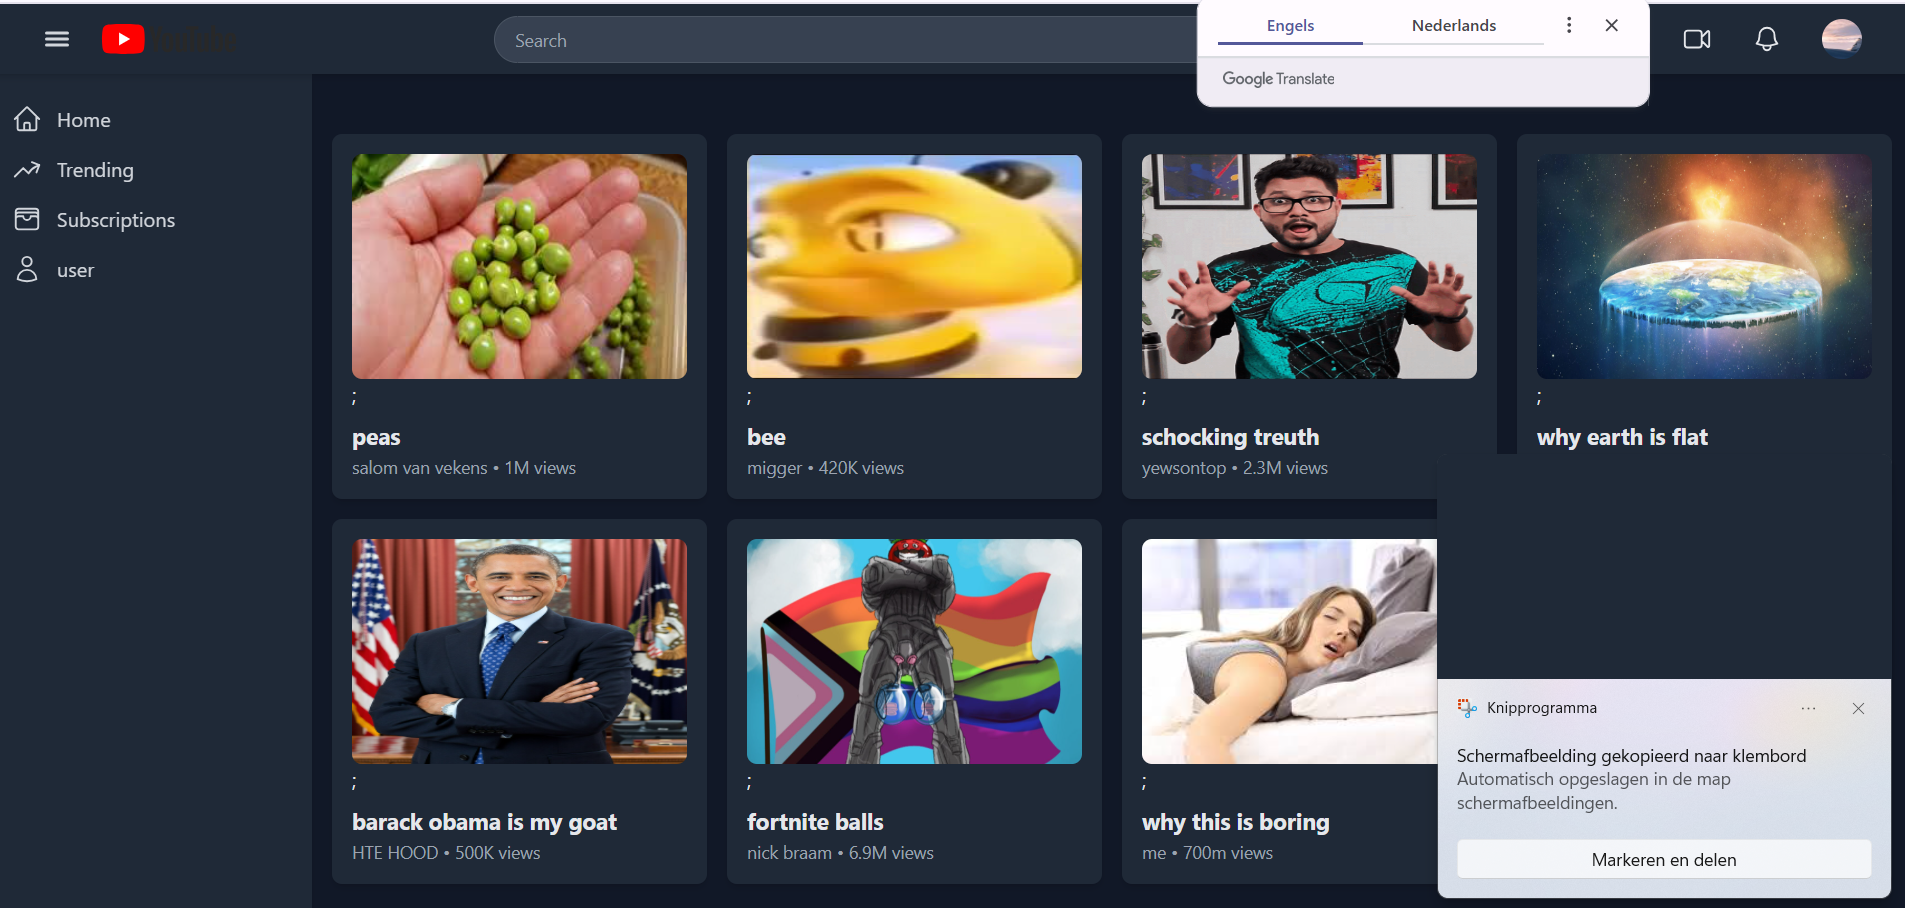 Search
Engels Nederlands
Google Translate
Home
Trending
Subscriptions
user
;
peas
salom van vekens • 1M views
;
bee
migger • 420K views
;
schocking treuth
yewsontop • 2.3M views
;
why earth is flat
;
barack obama is my goat
HTE HOOD • 500K views
;
fortnite balls
nick braam • 6.9M views
;
why this is boring
me • 700m views
Knipprogramma
Schermafbeelding gekopieerd naar klembord
Automatisch opgeslagen in de map
schermafbeeldingen.
Markeren en delen